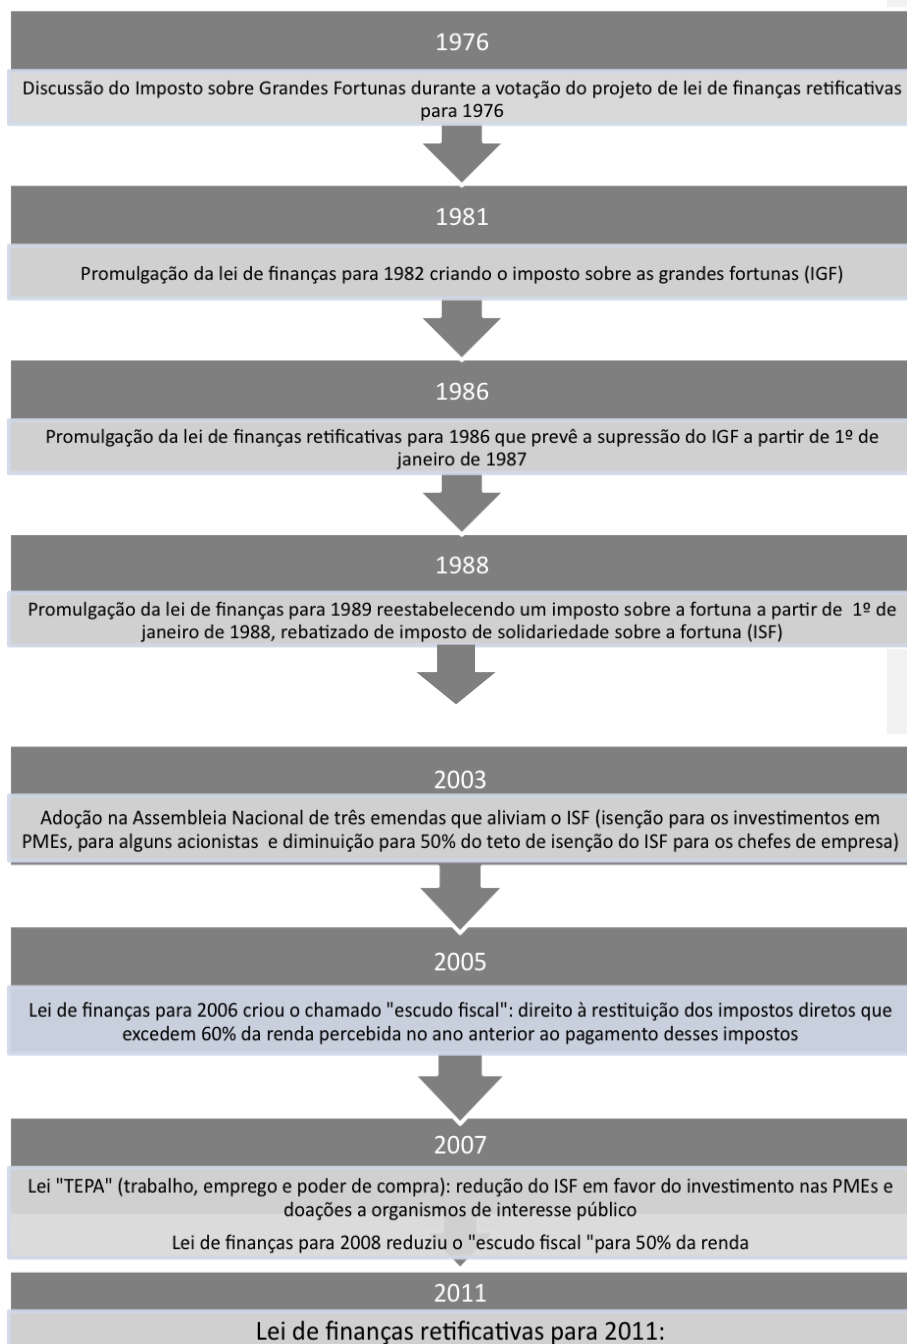 1976
Discussão do Imposto sobre Grandes Fortunas durante a votação do projeto de lei de finanças retificativas
para 1976
1981
Promulgação da lei de finanças para 1982 criando o imposto sobre as grandes fortunas (IGF)
1986
Promulgação da lei de finanças retificativas para 1986 que prevê a supressão do IGF a partir de 1º de
janeiro de 1987
1988
Promulgação da lei de finanças para 1989 reestabelecendo um imposto sobre a fortuna a partir de 1º de
janeiro de 1988, rebatizado de imposto de solidariedade sobre a fortuna (ISF)
2003
Adoção na Assembleia Nacional de três emendas que aliviam o ISF (isenção para os investimentos em
PMEs, para alguns acionistas e diminuição para 50% do teto de isenção do ISF para os chefes de empresa)
2005
Lei de finanças para 2006 criou o chamado "escudo fiscal": direito à restituição dos impostos diretos que
excedem 60% da renda percebida no ano anterior ao pagamento desses impostos
2007
Lei "TEPA" (trabalho, emprego e poder de compra): redução do ISF em favor do investimento nas PMEs e
doações a organismos de interesse público
Lei de finanças para 2008 reduziu o "escudo fiscal "para 50% da renda
2011
Lei de finanças retificativas para 2011: